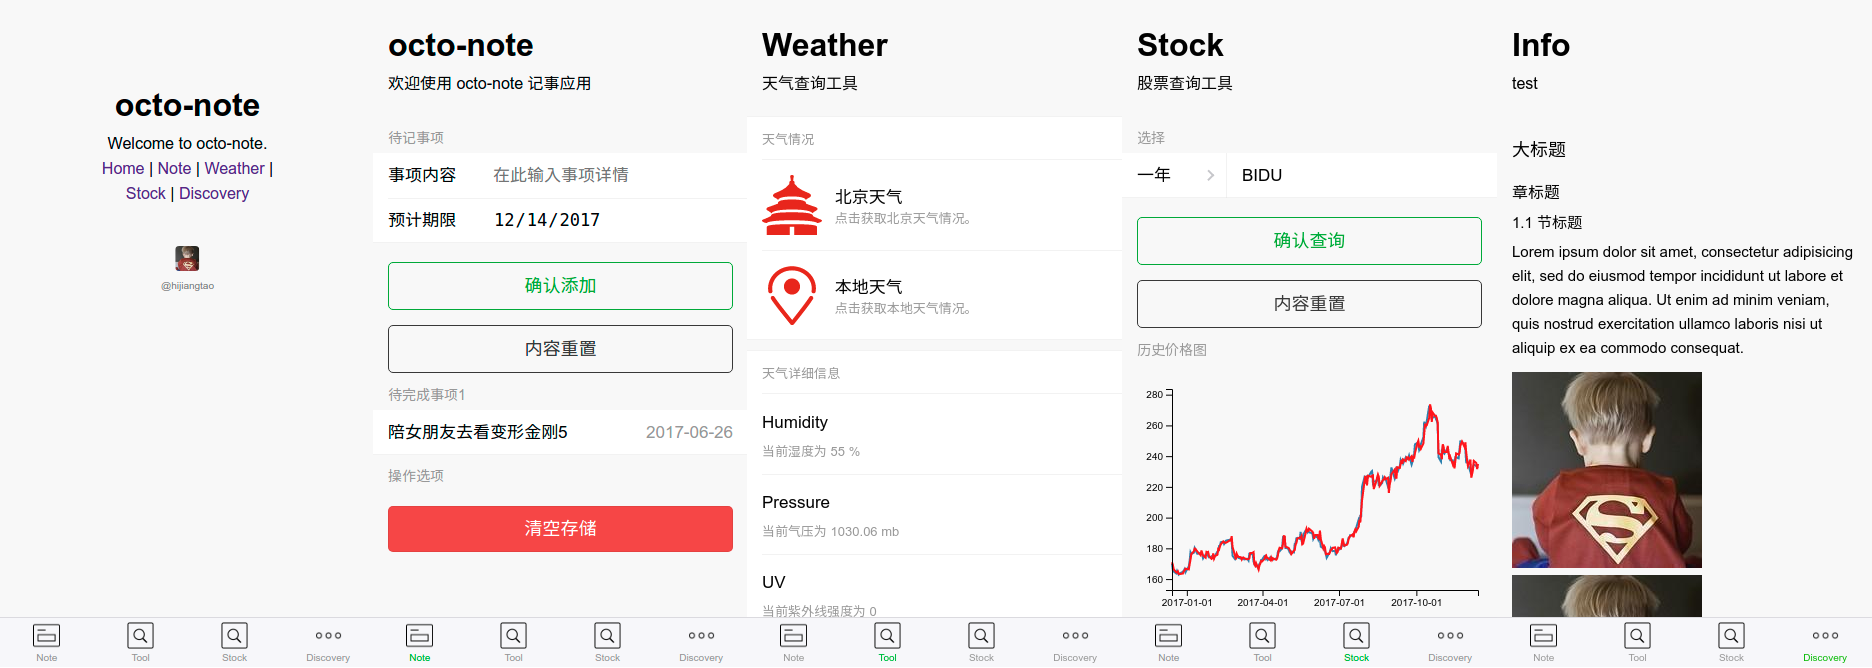 octo-note
Welcome to octo-note.
Home | Note | Weather |
Stock | Discovery
@hijiangtao
Note Tool Stock Discovery
octo-note
欢迎使用 octo-note 记事应用
待记事项
事项内容 在此输入事项详情
预计期限 12/14/2017
确认添加
内容重置
待完成事项1
陪女朋友去看变形金刚5 2017-06-26
操作选项
清空存储
Note Tool Stock Discovery
Weather
天气查询工具
天气情况
北京天气
点击获取北京天气情况。
本地天气
点击获取本地天气情况。
天气详细信息
Humidity
当前湿度为 55 %
Pressure
当前气压为 1030.06 mb
UV
当前紫外线强度为 0
Note Tool Stock Discovery
Stock
股票查询工具
选择
一年 BIDU
确认查询
内容重置
历史价格图
280
260
240
220
200
180
160
2017-01-01 2017-04-01 2017-07-01 2017-10-01
Note Tool Stock Discovery
Info
test
大标题
章标题
1.1 节标题
Lorem ipsum dolor sit amet, consectetur adipisicing
elit, sed do eiusmod tempor incididunt ut labore et
dolore magna aliqua. Ut enim ad minim veniam,
quis nostrud exercitation ullamco laboris nisi ut
aliquip ex ea commodo consequat.
Note Tool Stock Discovery